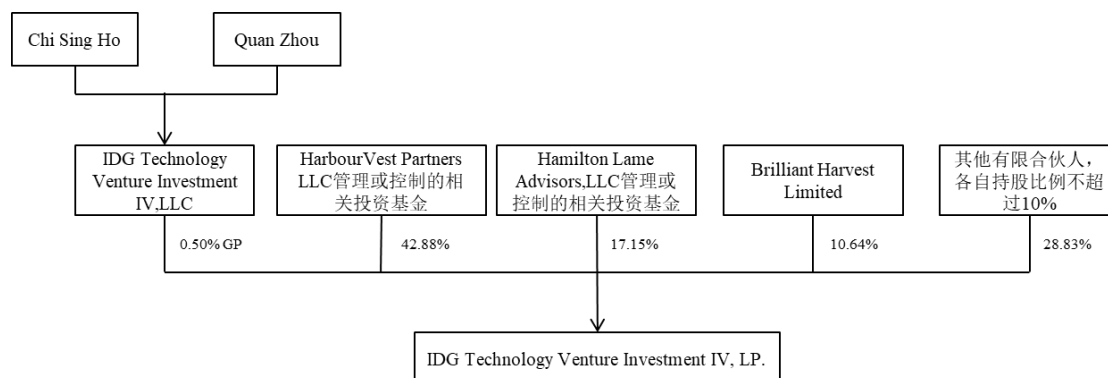 Chi Sing Ho
Quan Zhou
IDG Technology
Venture Investment
IV,LLC
HarbourVest Partners
LLC管理或控制的相
关投资基金
Hamilton Lame
Advisors,LLC管理或
控制的相关投资基金
Brilliant Harvest
Limited
其他有限合伙人，
各自持股比例不超
过10%
0.50% GP
42.88%
17.15%
10.64%
28.83%
IDG Technology Venture Investment IV, LP.